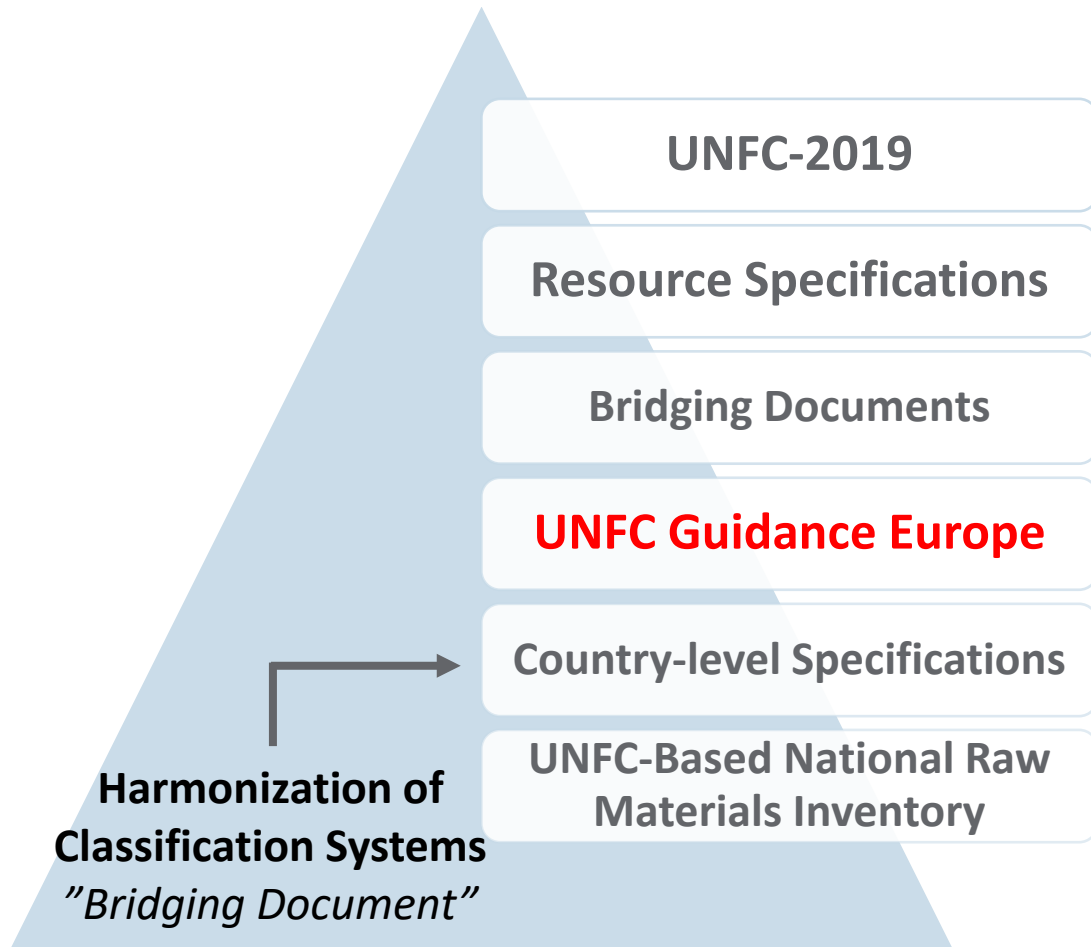 UNFC-2019
Resource Specifications
Bridging Documents
UNFC Guidance Europe
Country-level Specifications
UNFC-Based National Raw
Materials Inventory
Harmonization of
Classification Systems
”Bridging Document”